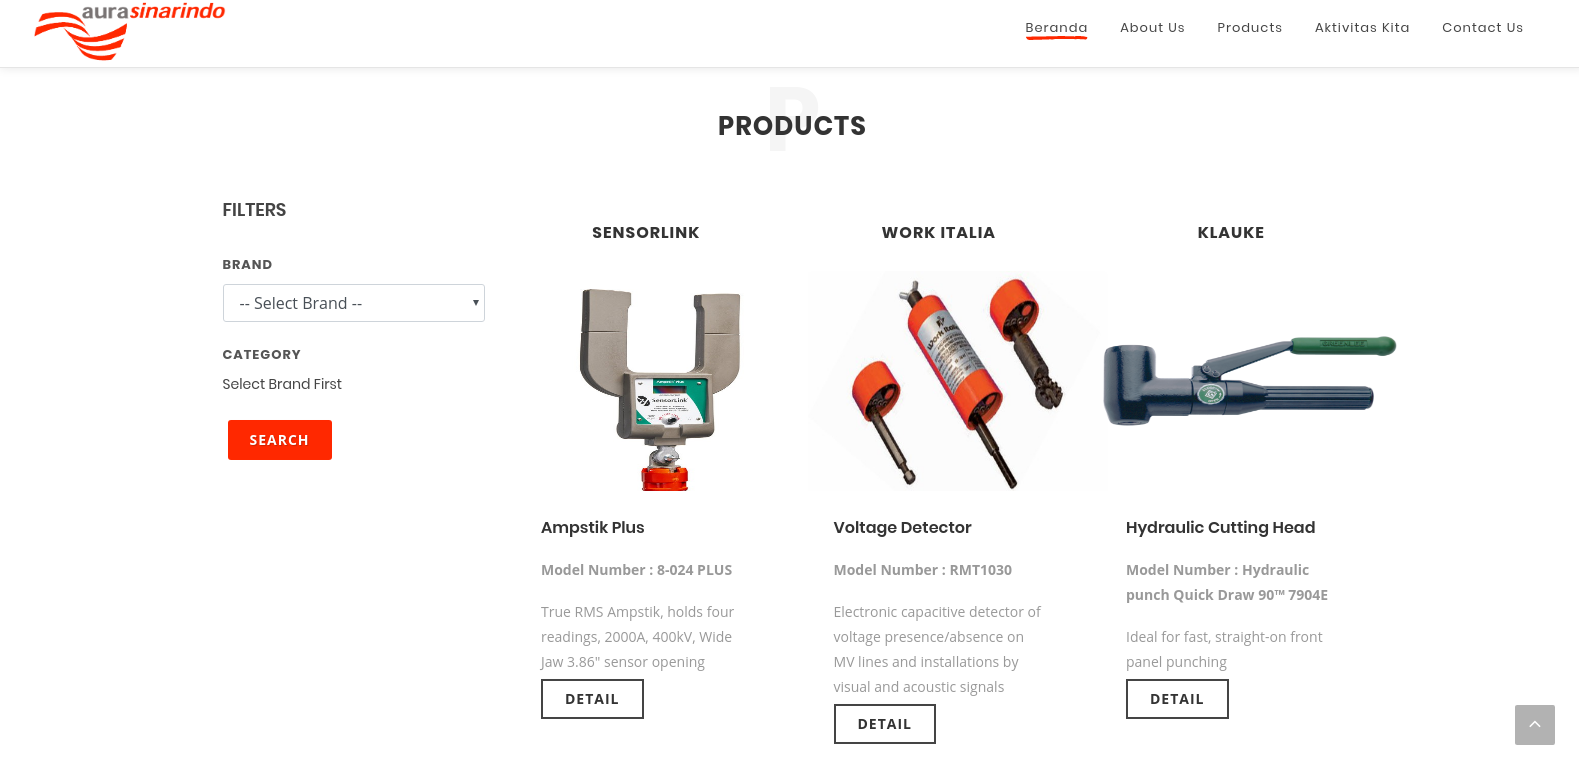 aurasinarindo
Beranda
About Us
Products
Aktivitas Kita
Contact Us
P
PRODUCTS
FILTERS
BRAND
-- Select Brand --
CATEGORY
Select Brand First
SEARCH
SENSORLINK
SensorLink
Ampstik Plus
Model Number : 8-024 PLUS
True RMS Ampstik, holds four
readings, 2000A, 400kV, Wide
Jaw 3.86" sensor opening
DETAIL
WORK ITALIA
Work Italia
Voltage Detector
Model Number : RMT1030
Electronic capacitive detector of
voltage presence/absence on
MV lines and installations by
visual and acoustic signals
DETAIL
KLAUKE
Hydraulic Cutting Head
Model Number : Hydraulic
punch Quick Draw 90™ 7904E
Ideal for fast, straight-on front
panel punching
DETAIL